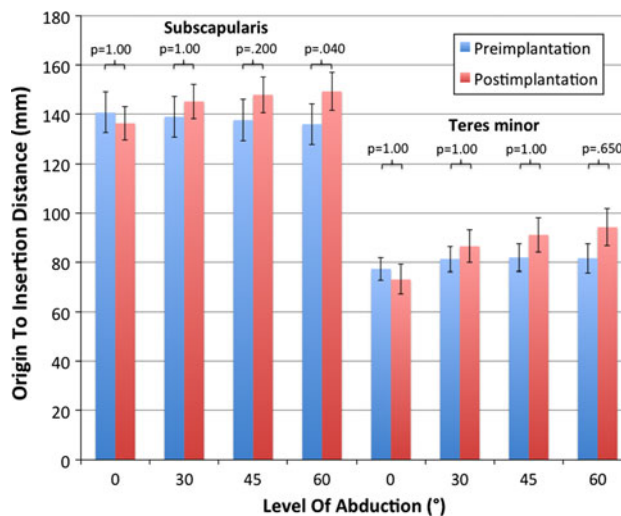 180
160
140
120
100
80
60
40
20
0
Origin To Insertion Distance (mm)
Subscapularis
p=1.00 p=1.00 p=.200 p=.040
Preimplantation
Postimplantation
Teres minor
p=1.00 p=1.00 p=1.00 p=.650
0 30 45 60 0 30 45 60
Level Of Abduction (°)